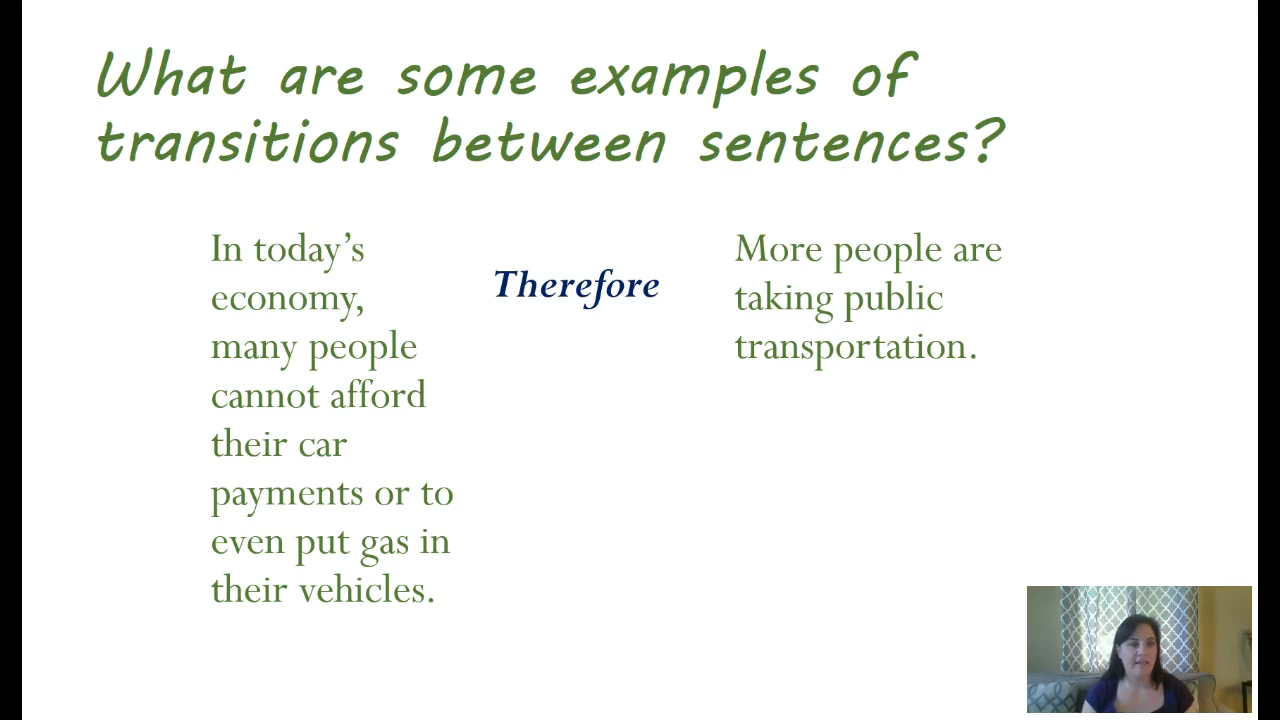 What are some examples of
transitions between sentences?
In today’s
economy,
many people
cannot afford
their car
payments or to
even put gas in
their vehicles.
Therefore
More people are
taking public
transportation.